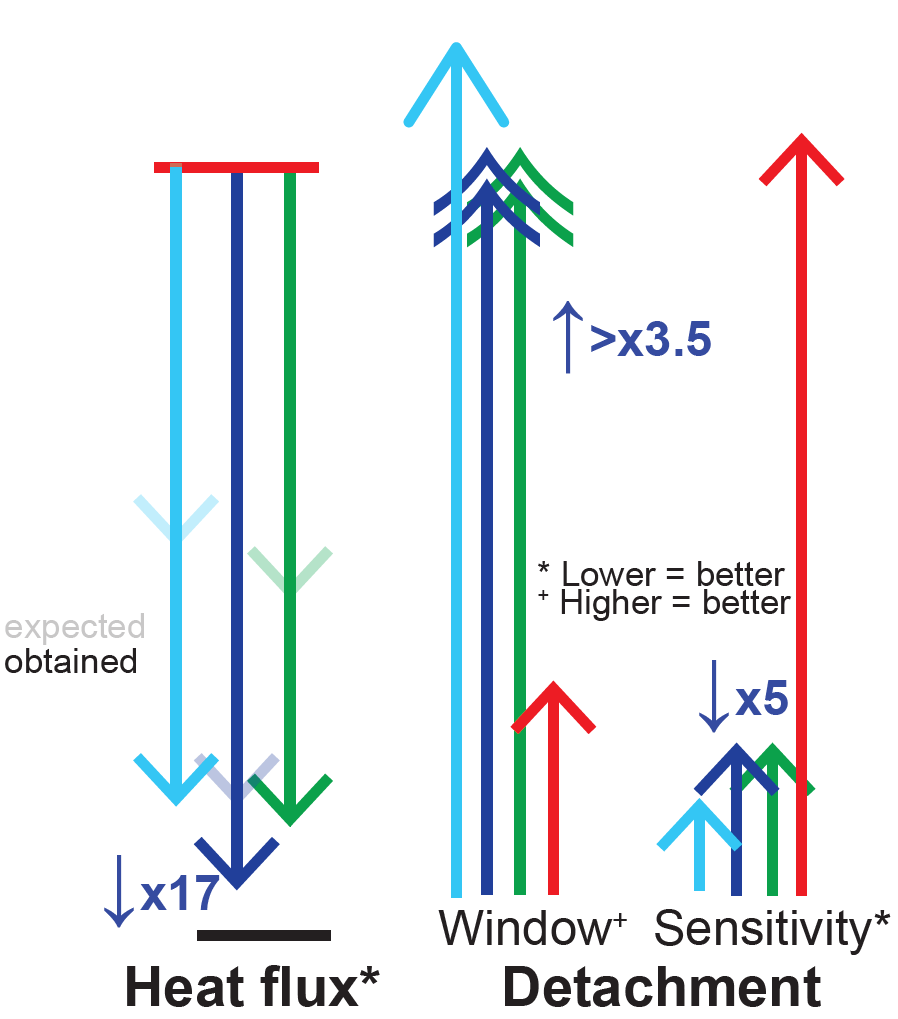 >x3.5
* Lower = better
+ Higher = better
expected
obtained
x5
x17
Window+
Sensitivity*
Heat flux*
Detachment